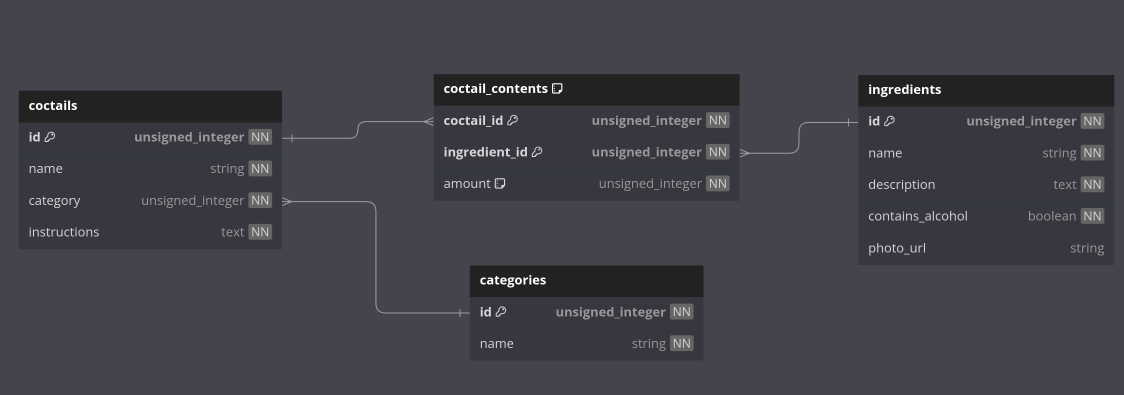 coctails
id unsigned_integer NN
name string NN
category unsigned_integer NN
instructions text NN
coctail_contents
coctail_id unsigned_integer NN
ingredient_id unsigned_integer NN
amount unsigned_integer NN
categories
id unsigned_integer NN
name string NN
ingredients
id unsigned_integer NN
name string NN
description text NN
contains_alcohol boolean NN
photo_url string